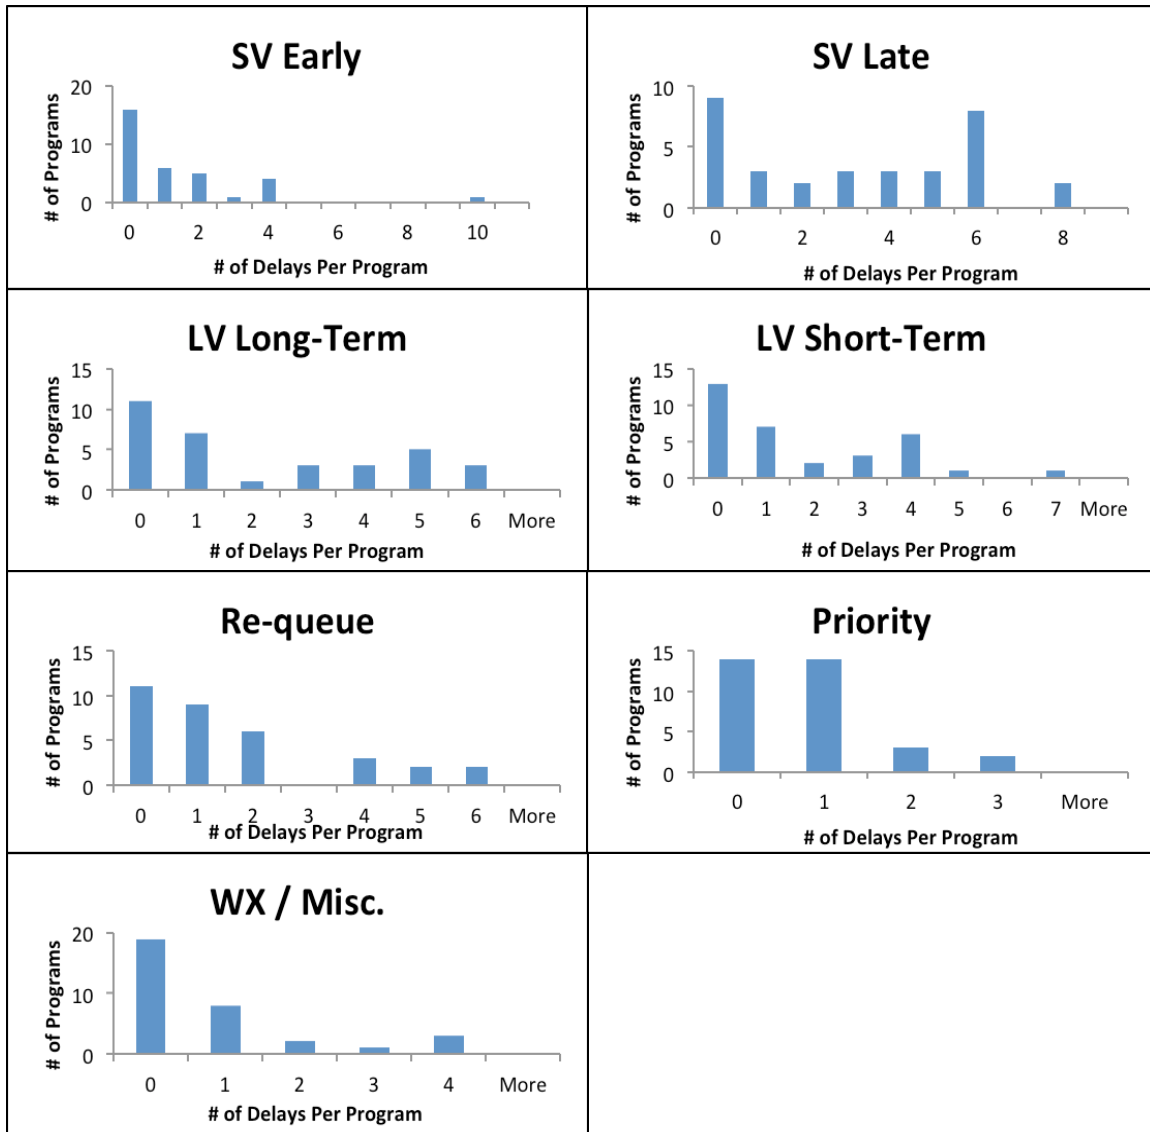 SV Early
# of Programs
20
10
0
0 2 4 6 8 10
# of Delays Per Program
SV Late
# of Programs
10
5
0
0 2 4 6 8
# of Delays Per Program
LV Long-Term
# of Programs
15
10
5
0
0 1 2 3 4 5 6 More
# of Delays Per Program
LV Short-Term
# of Programs
15
10
5
0
0 1 2 3 4 5 6 7 More
# of Delays Per Program
Re-queue
# of Programs
15
10
5
0
0 1 2 3 4 5 6 More
# of Delays Per Program
Priority
# of Programs
15
10
5
0
0 1 2 3 More
# of Delays Per Program
WX / Misc.
# of Programs
20
10
0
0 1 2 3 4 More
# of Delays Per Program